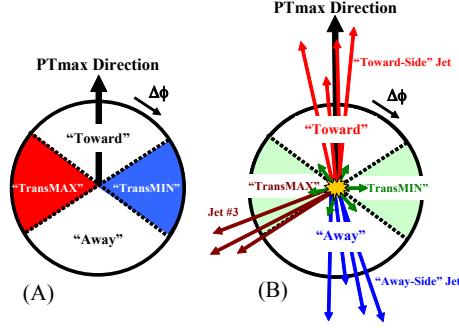 PTmax Direction
Δϕ
“Toward”
“TransMAX”
“TransMIN”
“Away”
(A)
PTmax Direction
“Toward-Side” Jet
Δϕ
“Toward”
“TransMAX”
“TransMIN”
Jet #3
“Away”
“Away-Side” Jet
(B)